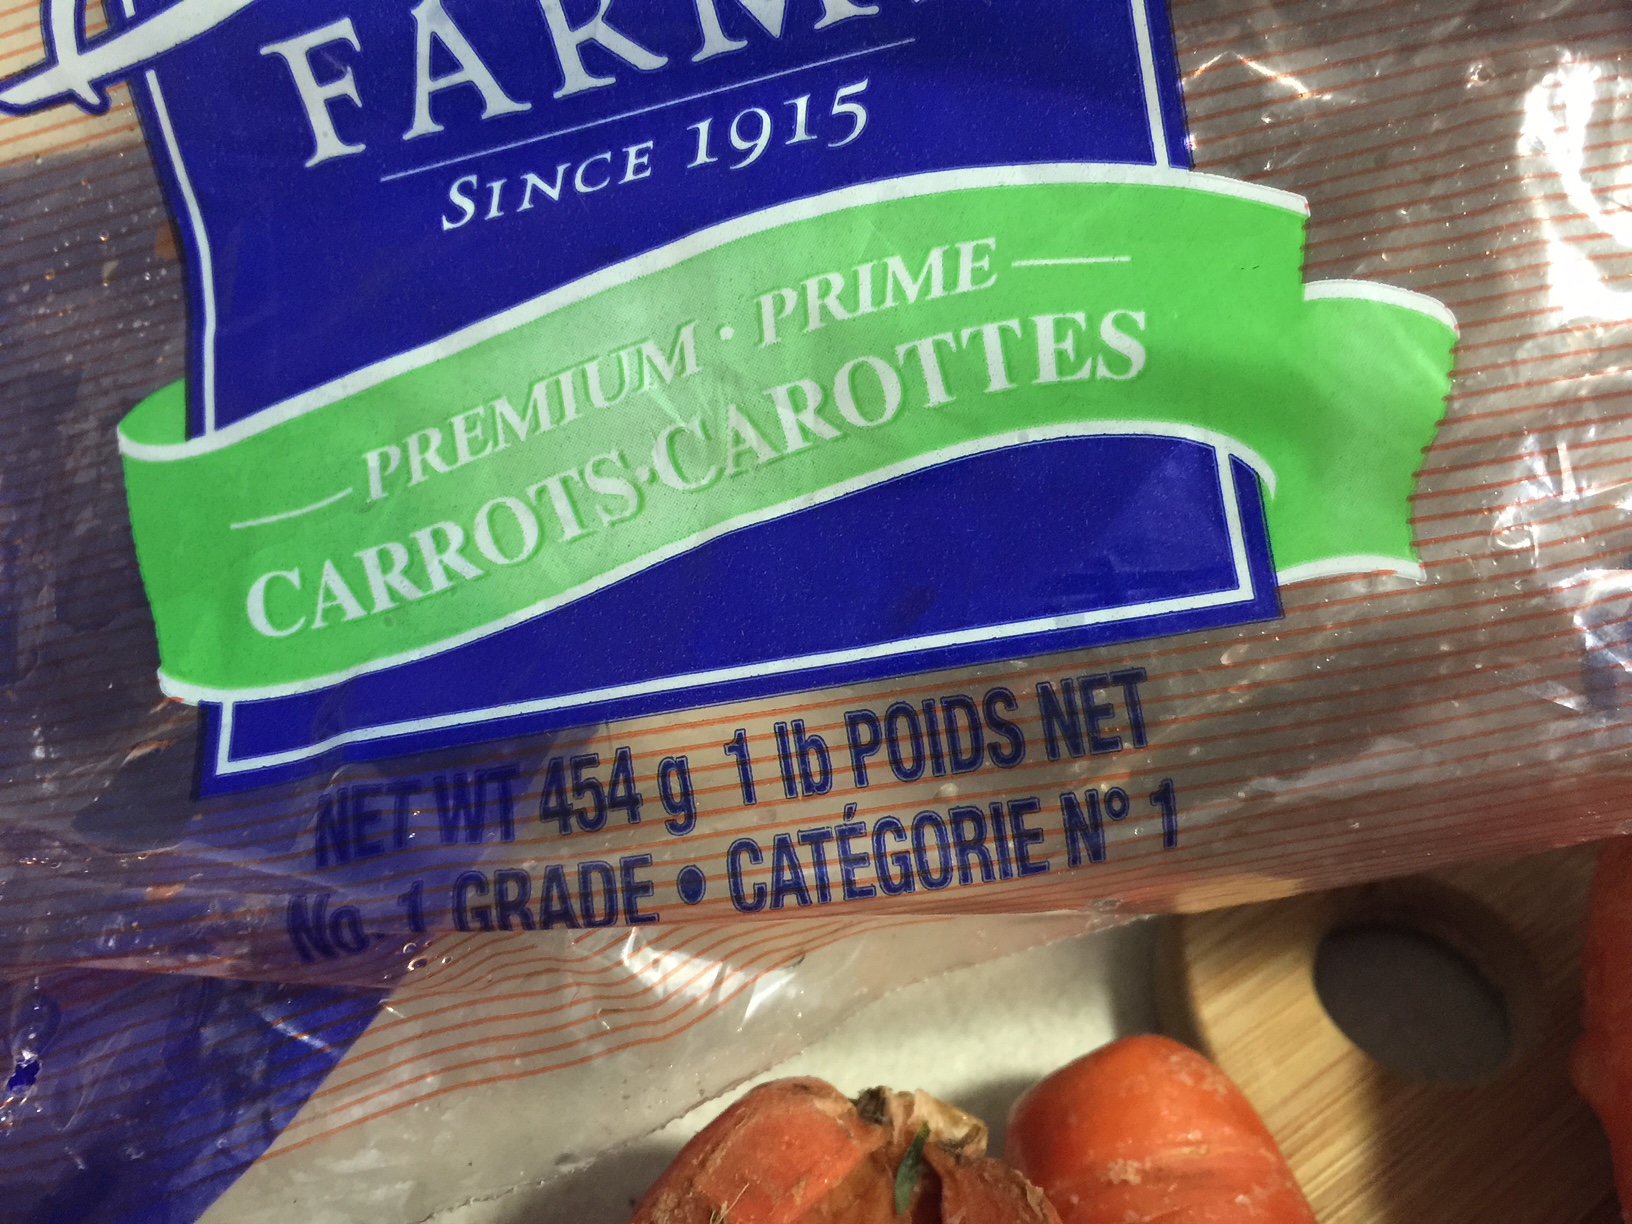 FARM
SINCE 1915
PREMIUM · PRIME
CARROTS·CAROTTES
NET WT 454 g 1 lb POIDS NET
No. 1 GRADE • CATÉGORIE N° 1